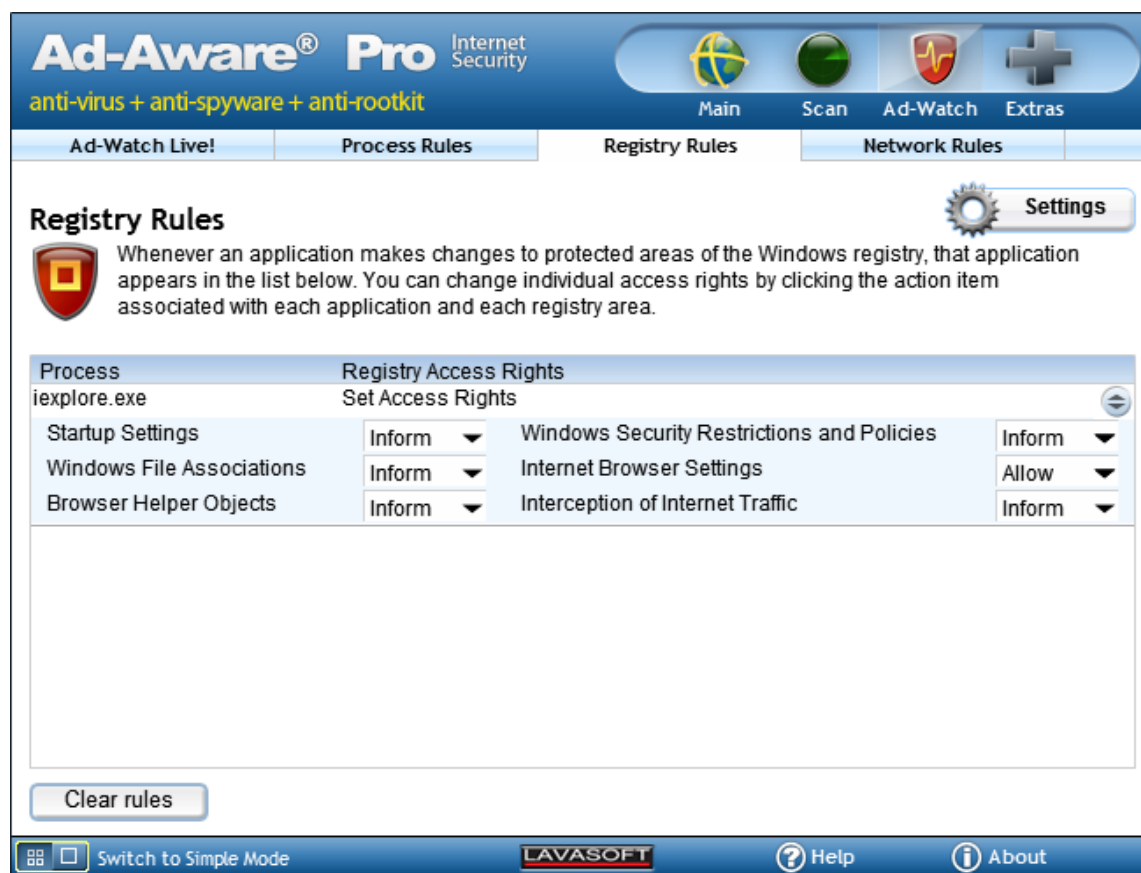 Ad-Aware® Pro Internet Security
anti-virus + anti-spyware + anti-rootkit
Main Scan Ad-Watch Extras
Ad-Watch Live! Process Rules Registry Rules Network Rules
Settings
Registry Rules
Whenever an application makes changes to protected areas of the Windows registry, that application
appears in the list below. You can change individual access rights by clicking the action item
associated with each application and each registry area.
Process Registry Access Rights
iexplore.exe Set Access Rights
Startup Settings Inform Windows Security Restrictions and Policies Inform
Windows File Associations Inform Internet Browser Settings Allow
Browser Helper Objects Inform Interception of Internet Traffic Inform
Clear rules
Switch to Simple Mode LAVASOFT Help About